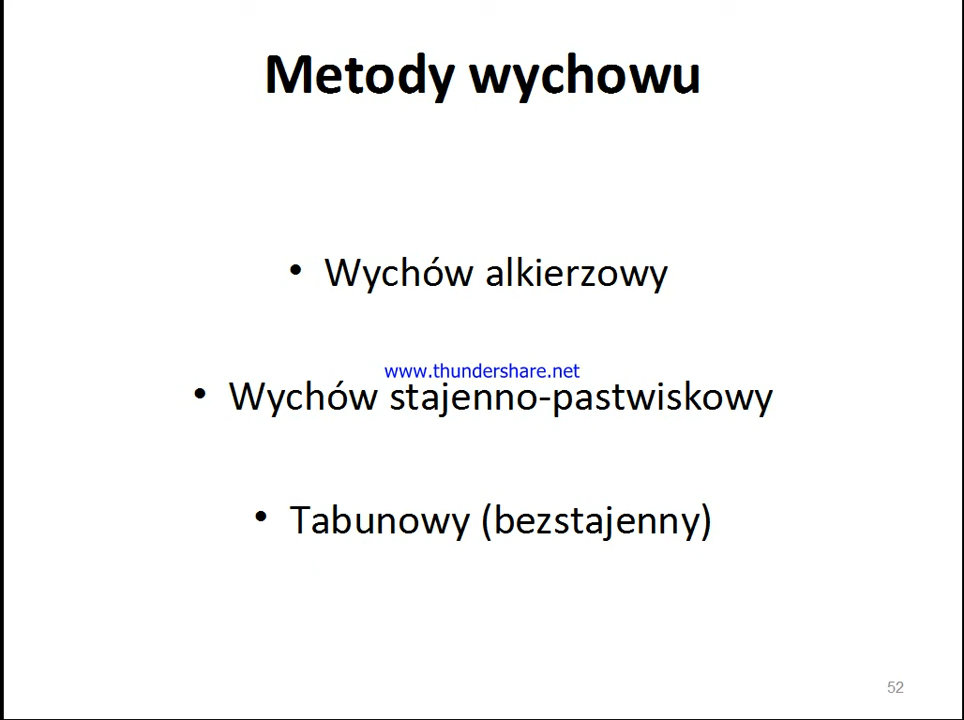 Metody wychowu
• Wychów alkierzowy
www.thundershare.net
• Wychów stajenno-pastwiskowy
• Tabunowy (bezstajenny)
52